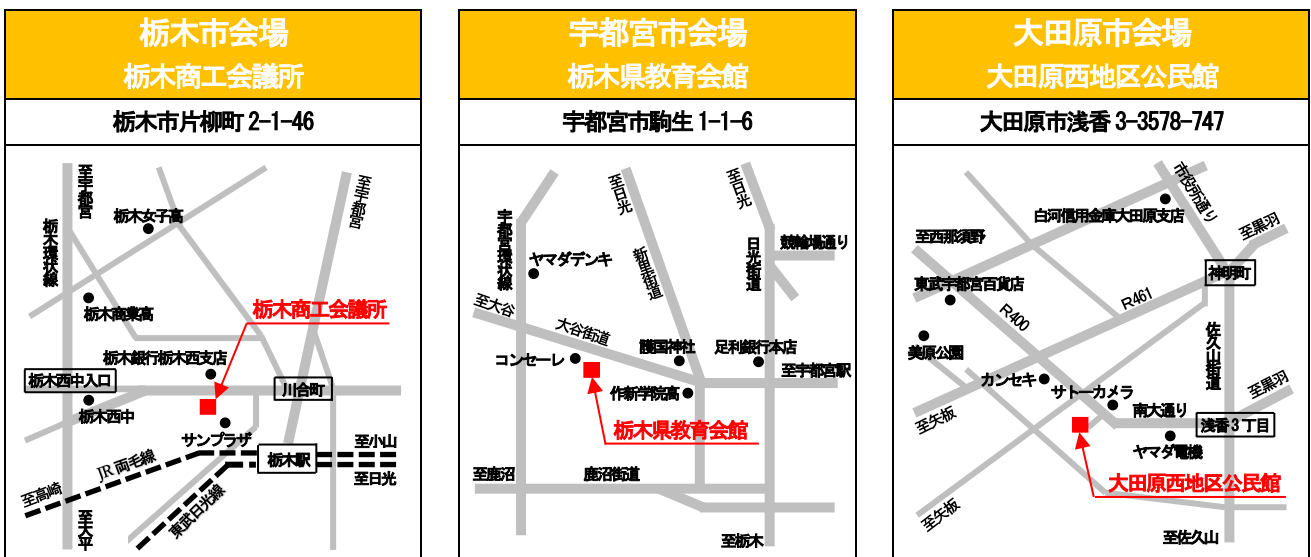 栃木市会場
栃木商工会議所
栃木市片柳町 2-1-46
至宇都宮
栃木環状線
栃木女子高
至宇都宮
栃木商業高
栃木商工会議所
栃木銀行栃木西支店
栃木西中入口
川合町
栃木西中
サンプラザ
至小山
栃木駅
JR 両毛線
至日光
至高崎
至大平
東武日光線
宇都宮市会場
栃木県教育会館
宇都宮市駒生 1-1-6
至日光
至日光
宇都宮環状線
新里街道
日光街道
競輪場通り
ヤマダデンキ
至大谷
大谷街道
コンセーレ
護国神社
足利銀行本店
至宇都宮駅
作新学院高
栃木県教育会館
至鹿沼
鹿沼街道
至栃木
大田原市会場
大田原西地区公民館
大田原市浅香 3-3578-747
市役所通り
白河信用金庫大田原支店
至黒羽
至西那須野
神明町
東武宇都宮百貨店
R461
R400
佐久山街道
美原公園
カンセキ
サトーカメラ
至黒羽
至矢板
南大通り
浅香 3 丁目
ヤマダ電機
大田原西地区公民館
至矢板
至佐久山